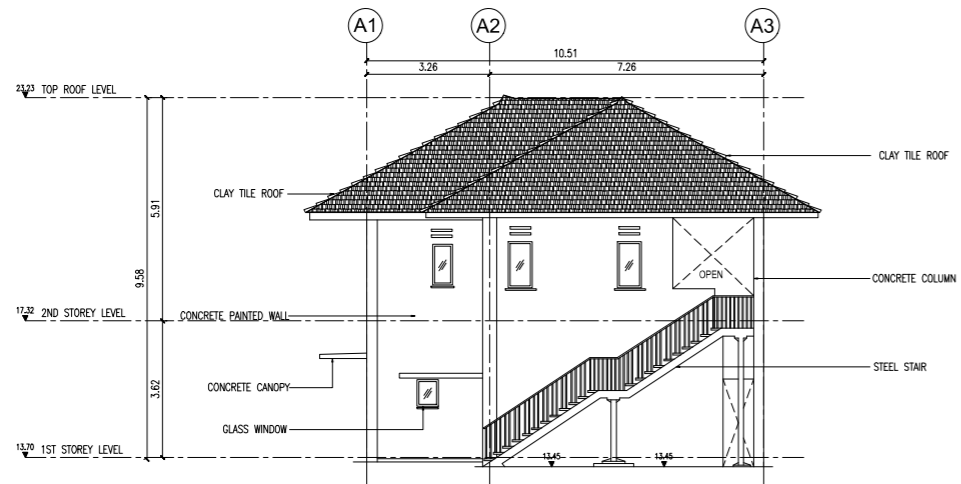 A1 A2 A3
10.51
3.26 7.26
23.23 TOP ROOF LEVEL
CLAY TILE ROOF
CLAY TILE ROOF
5.91
9.58
OPEN
CONCRETE COLUMN
17.32 2ND STOREY LEVEL
CONCRETE PAINTED WALL
STEEL STAIR
CONCRETE CANOPY
3.62
GLASS WINDOW
13.70 1ST STOREY LEVEL
13.45 13.45